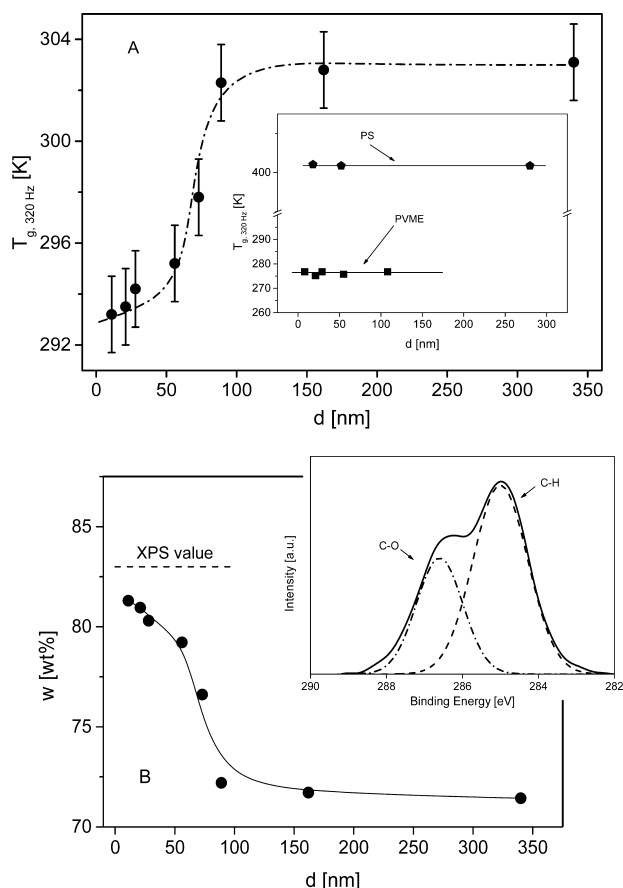 304
300
296
292
T g, 320 Hz [K]
A
0 50 100 150 200 250 300 350
d [nm]
400
290
280
270
260
T g, 320 Hz [K]
PS
PVME
0 50 100 150 200 250 300
d [nm]
85
80
75
70
w [wt%]
XPS value
B
0 50 100 150 200 250 300 350
d [nm]
Intensity [a.u.]
C-H
C-O
290 288 286 284 282
Binding Energy [eV]